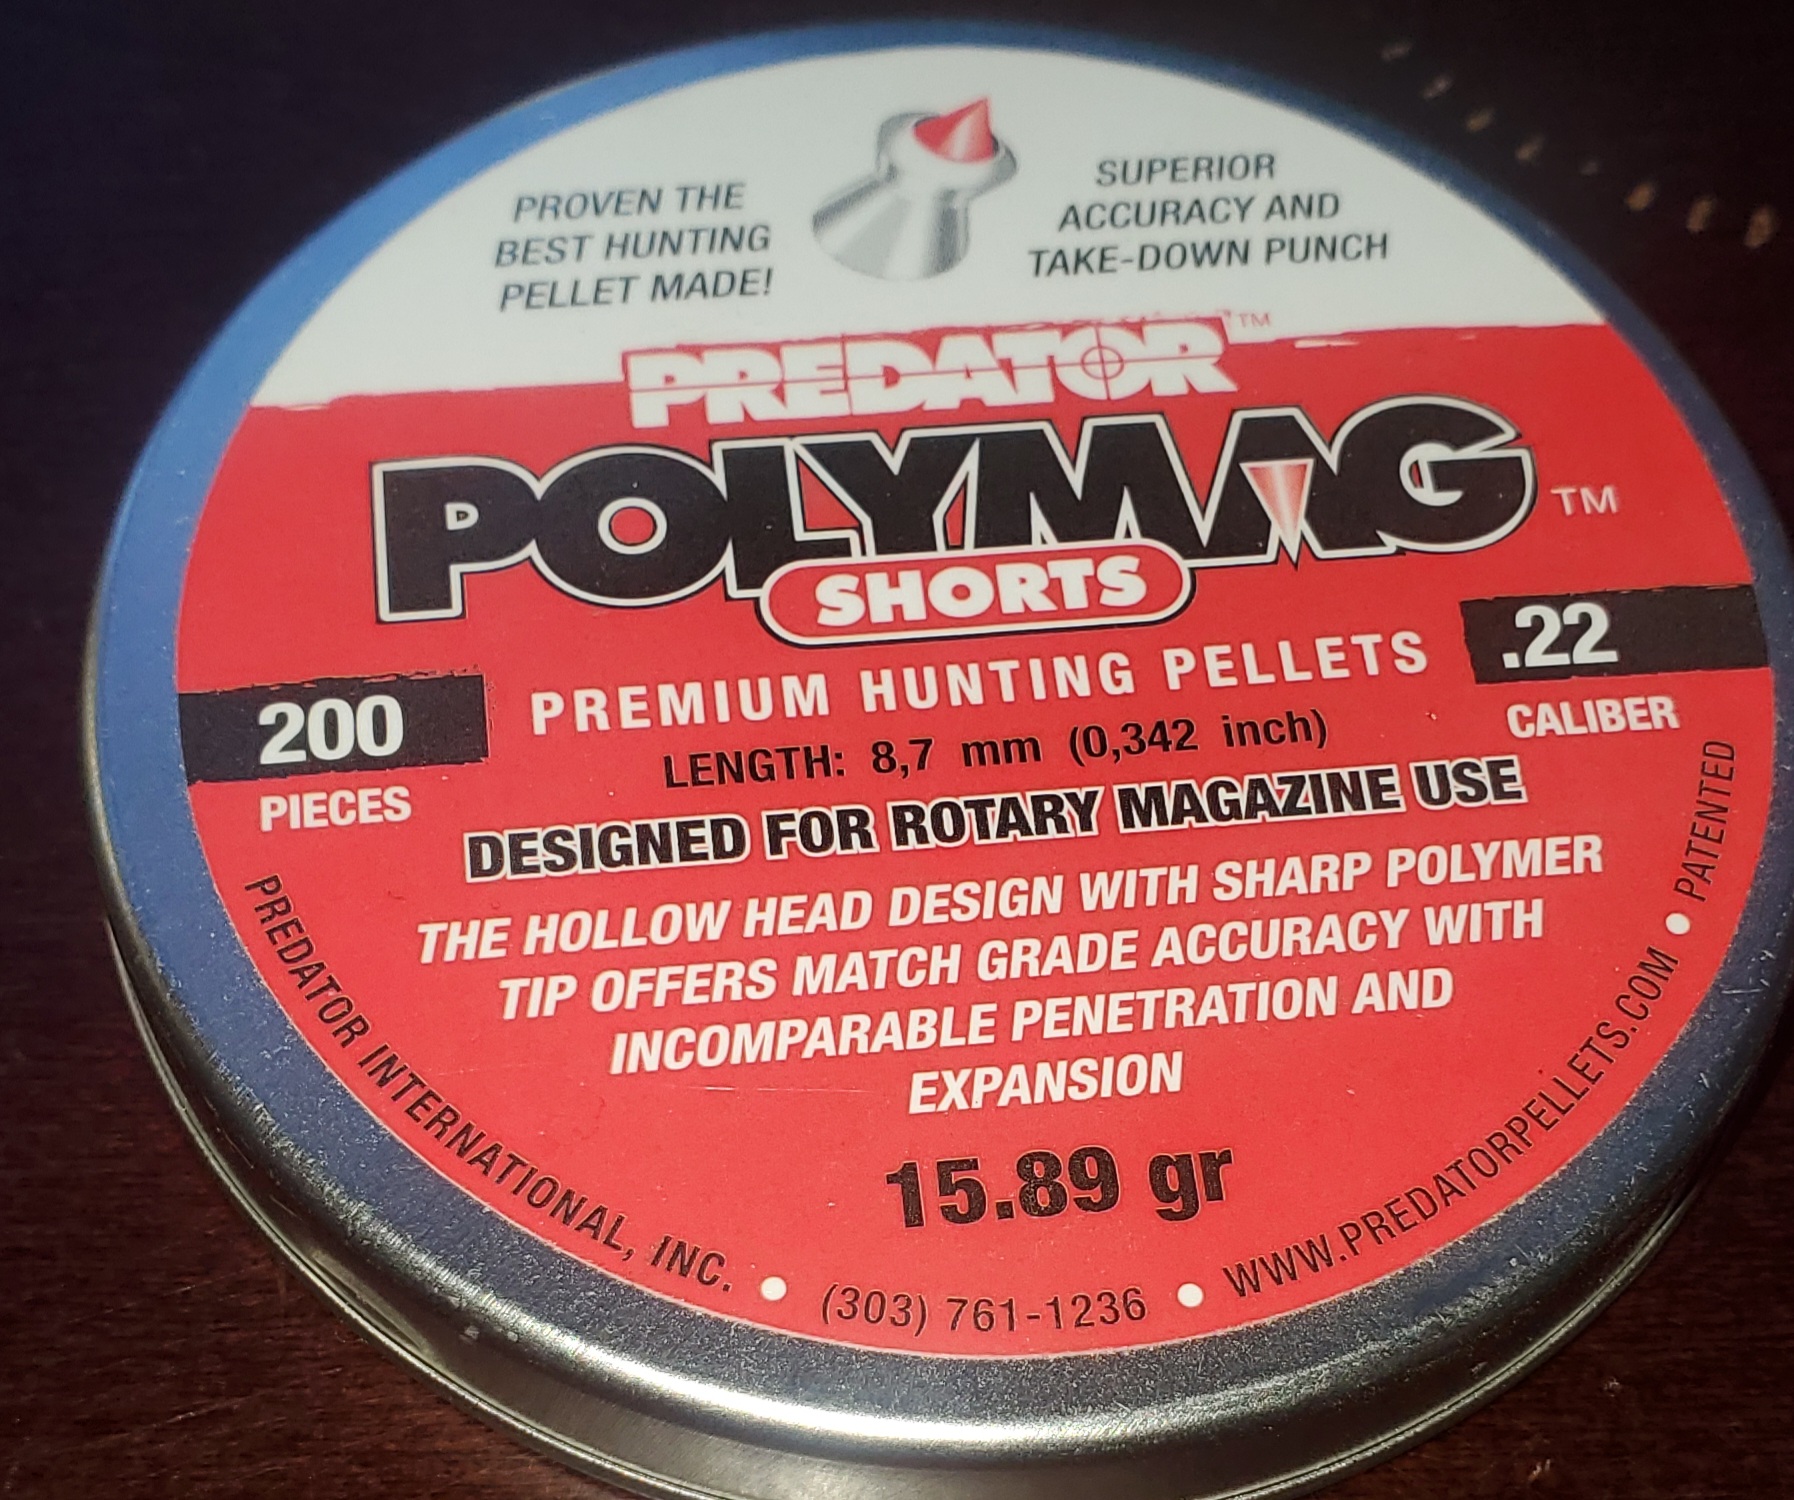 PROVEN THE
BEST HUNTING
PELLET MADE!
SUPERIOR
ACCURACY AND
TAKE-DOWN PUNCH
PREDATOR™
POLYMAG™
SHORTS
PREMIUM HUNTING PELLETS
.22
CALIBER
200
PIECES
LENGTH: 8,7 mm (0,342 inch)
DESIGNED FOR ROTARY MAGAZINE USE
THE HOLLOW HEAD DESIGN WITH SHARP POLYMER
TIP OFFERS MATCH GRADE ACCURACY WITH
INCOMPARABLE PENETRATION AND
EXPANSION
15.89 gr
PREDATOR INTERNATIONAL, INC. • (303) 761-1236 • WWW.PREDATORPELLETS.COM • PATENTED